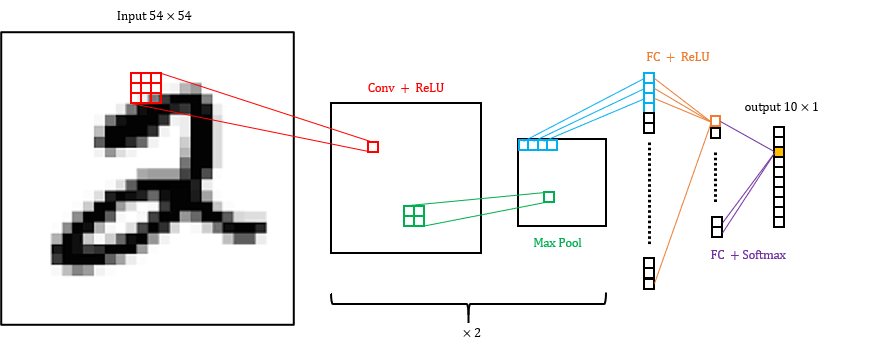 Input 54 × 54
Conv + ReLU
Max Pool
× 2
FC + ReLU
output 10 × 1
FC + Softmax